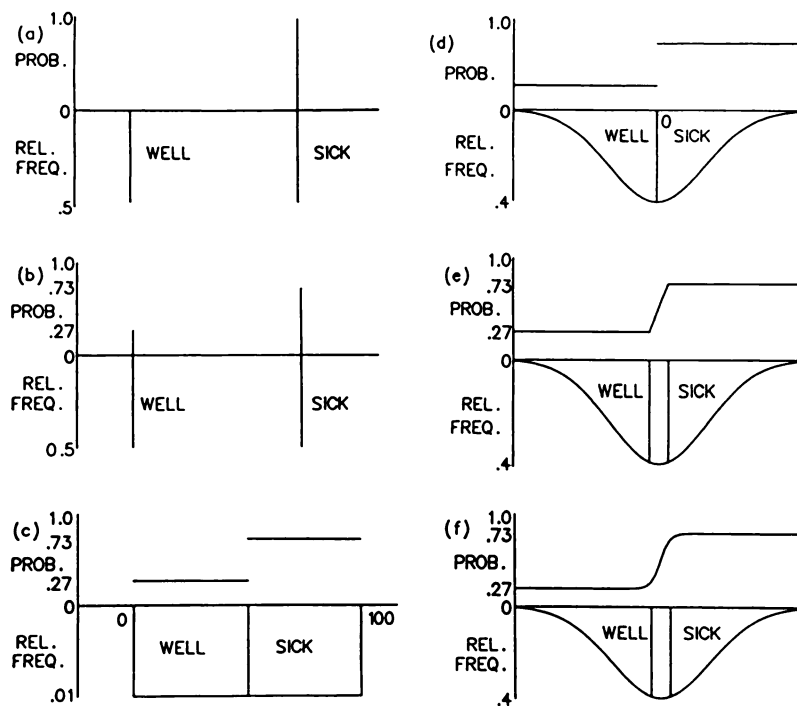 (a)
1.0
PROB.
0
REL.
FREQ.
.5
WELL
SICK
(b)
1.0
.73
PROB.
.27
0
REL.
FREQ.
0.5
WELL
SICK
(c)
1.0
.73
PROB.
.27
0
0
100
REL.
FREQ.
.01
WELL
SICK
(d)
1.0
PROB.
0
0
REL.
FREQ.
.4
WELL
SICK
(e)
1.0
.73
PROB.
.27
0
REL.
FREQ.
.4
WELL
SICK
(f)
1.0
.73
PROB.
.27
0
REL.
FREQ.
.4
WELL
SICK